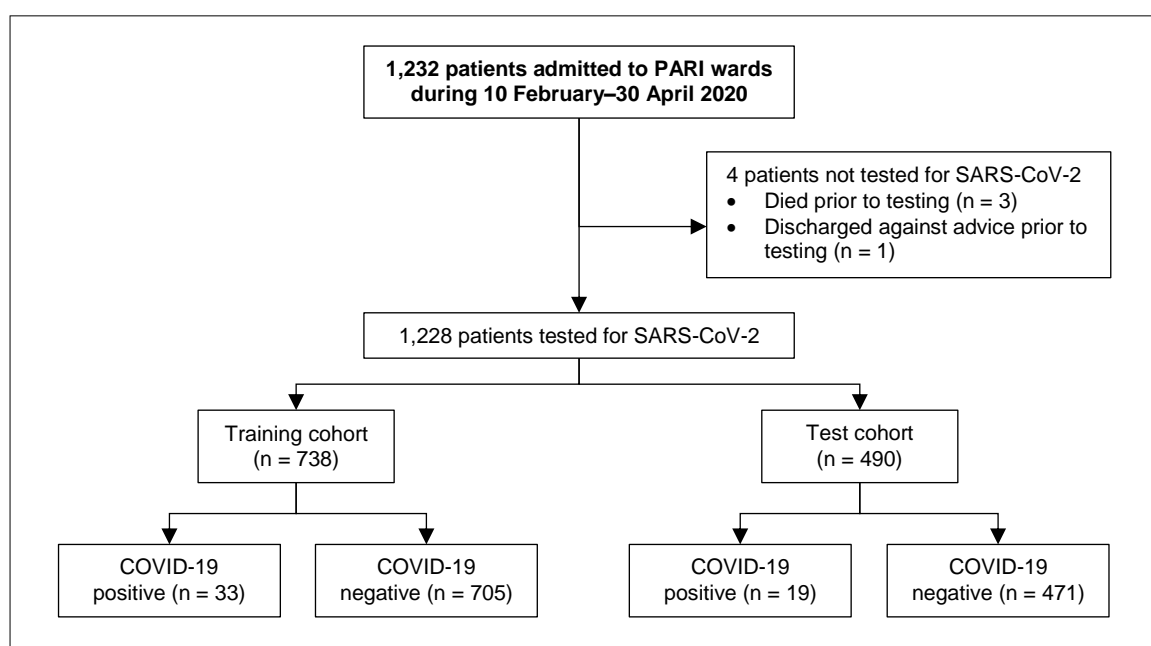 1,232 patients admitted to PARI wards
during 10 February–30 April 2020
4 patients not tested for SARS-CoV-2
• Died prior to testing (n = 3)
• Discharged against advice prior to
testing (n = 1)
1,228 patients tested for SARS-CoV-2
Training cohort
(n = 738)
Test cohort
(n = 490)
COVID-19
positive (n = 33)
COVID-19
negative (n = 705)
COVID-19
positive (n = 19)
COVID-19
negative (n = 471)